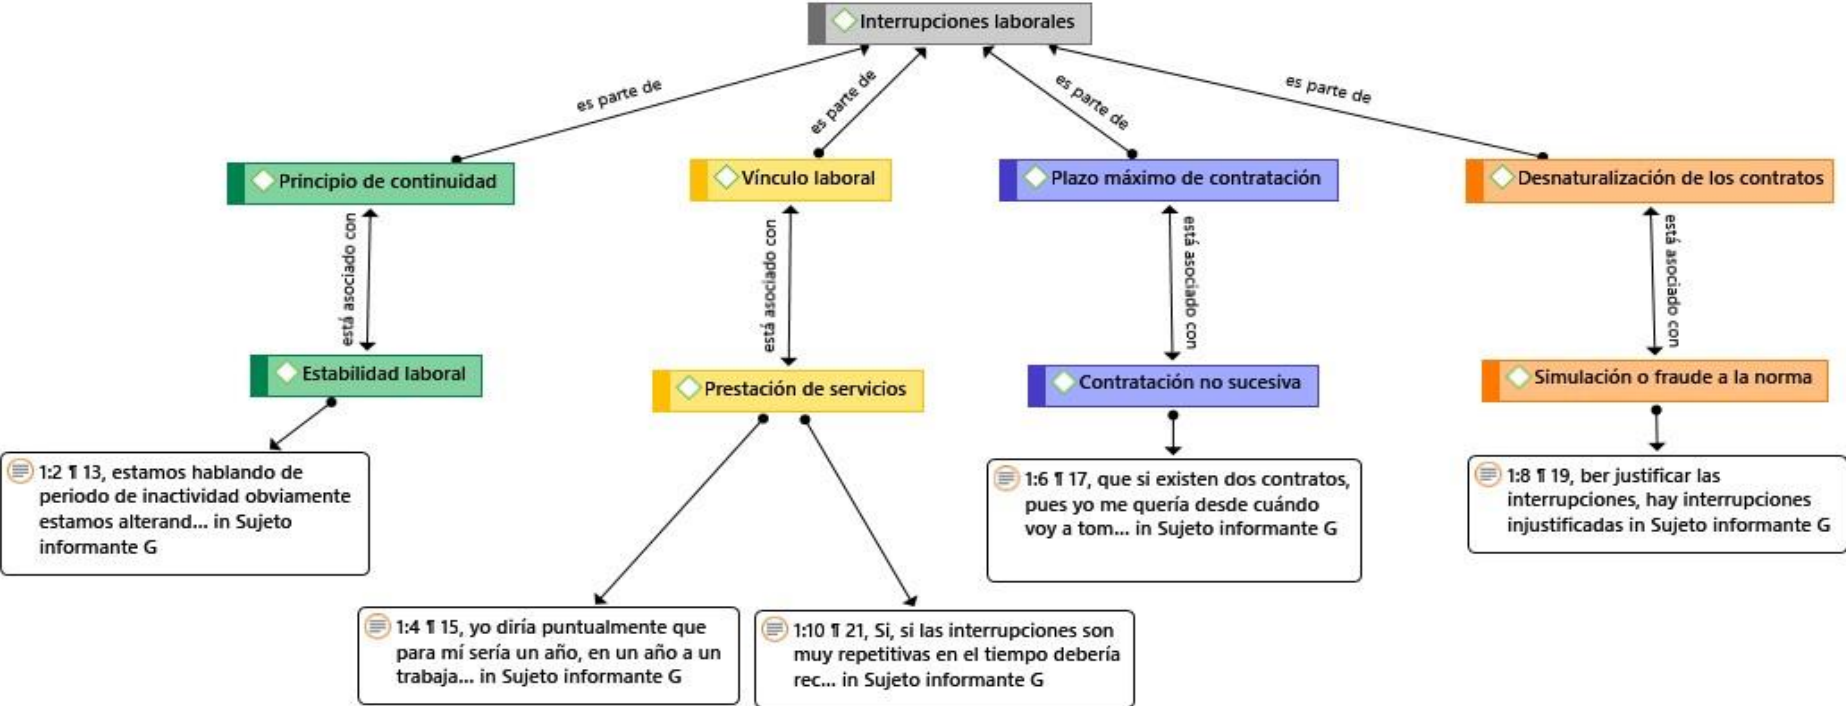 Interrupciones laborales
es parte de
es parte de
es parte de
es parte de
Principio de continuidad
Vínculo laboral
Plazo máximo de contratación
Desnaturalización de los contratos
está asociado con
está asociado con
está asociado con
está asociado con
Estabilidad laboral
Prestación de servicios
Contratación no sucesiva
Simulación o fraude a la norma
1:2 ¶ 13, estamos hablando de
periodo de inactividad obviamente
estamos alterand... in Sujeto
informante G
1:6 ¶ 17, que si existen dos contratos,
pues yo me quería desde cuándo
voy a tom... in Sujeto informante G
1:8 ¶ 19, ber justificar las
interrupciones, hay interrupciones
injustificadas in Sujeto informante G
1:4 ¶ 15, yo diría puntualmente que
para mí sería un año, en un año a un
trabaja... in Sujeto informante G
1:10 ¶ 21, Si, si las interrupciones son
muy repetitivas en el tiempo debería
rec... in Sujeto informante G